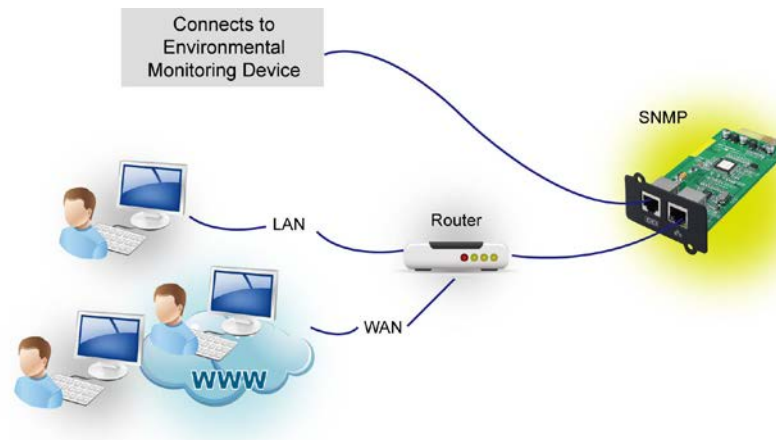 Connects to
Environmental
Monitoring Device
SNMP
LAN
Router
WAN
www